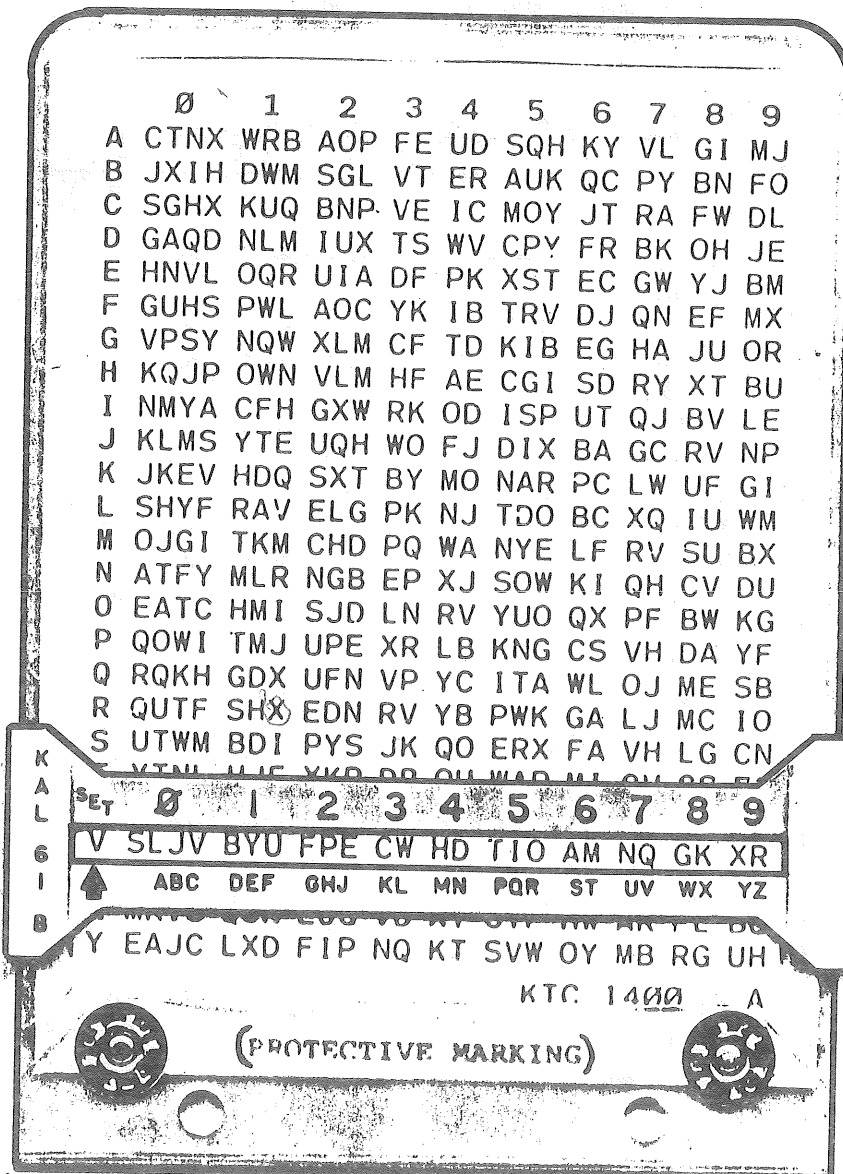 Ø 1 2 3 4 5 6 7 8 9
A CTNX WRB AOP FE UD SQH KY VL GI MJ
B JXIH DWM SGL VT ER AUK QC PY BN FO
C SGHX KUQ BNP VE IC MOY JT RA FW DL
D GAQD NLM IUX TS WV CPY FR BK OH JE
E HNVL OQR UIA DF PK XST EC GW YJ BM
F GUHS PWL AOC YK IB TRV DJ QN EF MX
G VPSY NQW XLM CF TD KIB EG HA JU OR
H KQJP OWN VLM HF AE CGI SD RY XT BU
I NMYA CFH GXW RK OD ISP UT QJ BV LE
J KLMS YTE UQH WO FJ DIX BA GC RV NP
K JKEV HDQ SXT BY MO NAR PC LW UF GI
L SHYF RAV ELG PK NJ TDO BC XQ IU WM
M OJGI TKM CHD PQ WA NYE LF RV SU BX
N ATFY MLR NGB EP XJ SOW KI QH CV DU
O EATC HMI SJD LN RV YUO QX PF BW KG
P QOWI TMJ UPE XR LB KNG CS VH DA YF
Q RQKH GDX UFN VP YC ITA WL OJ ME SB
R QUTF SHX EDN RV YB PWK GA LJ MC IO
S UTWM BDI PYS JK QO ERX FA VH LG CN
KAL 61B
SET Ø 1 2 3 4 5 6 7 8 9
V SLJV BYU FPE CW HD TIO AM NQ GK XR
ABC DEF GHJ KL MN PQR ST UV WX YZ
Y EAJC LXD FIP NQ KT SVW OY MB RG UH
KTC 14ØØ A
(PROTECTIVE MARKING)